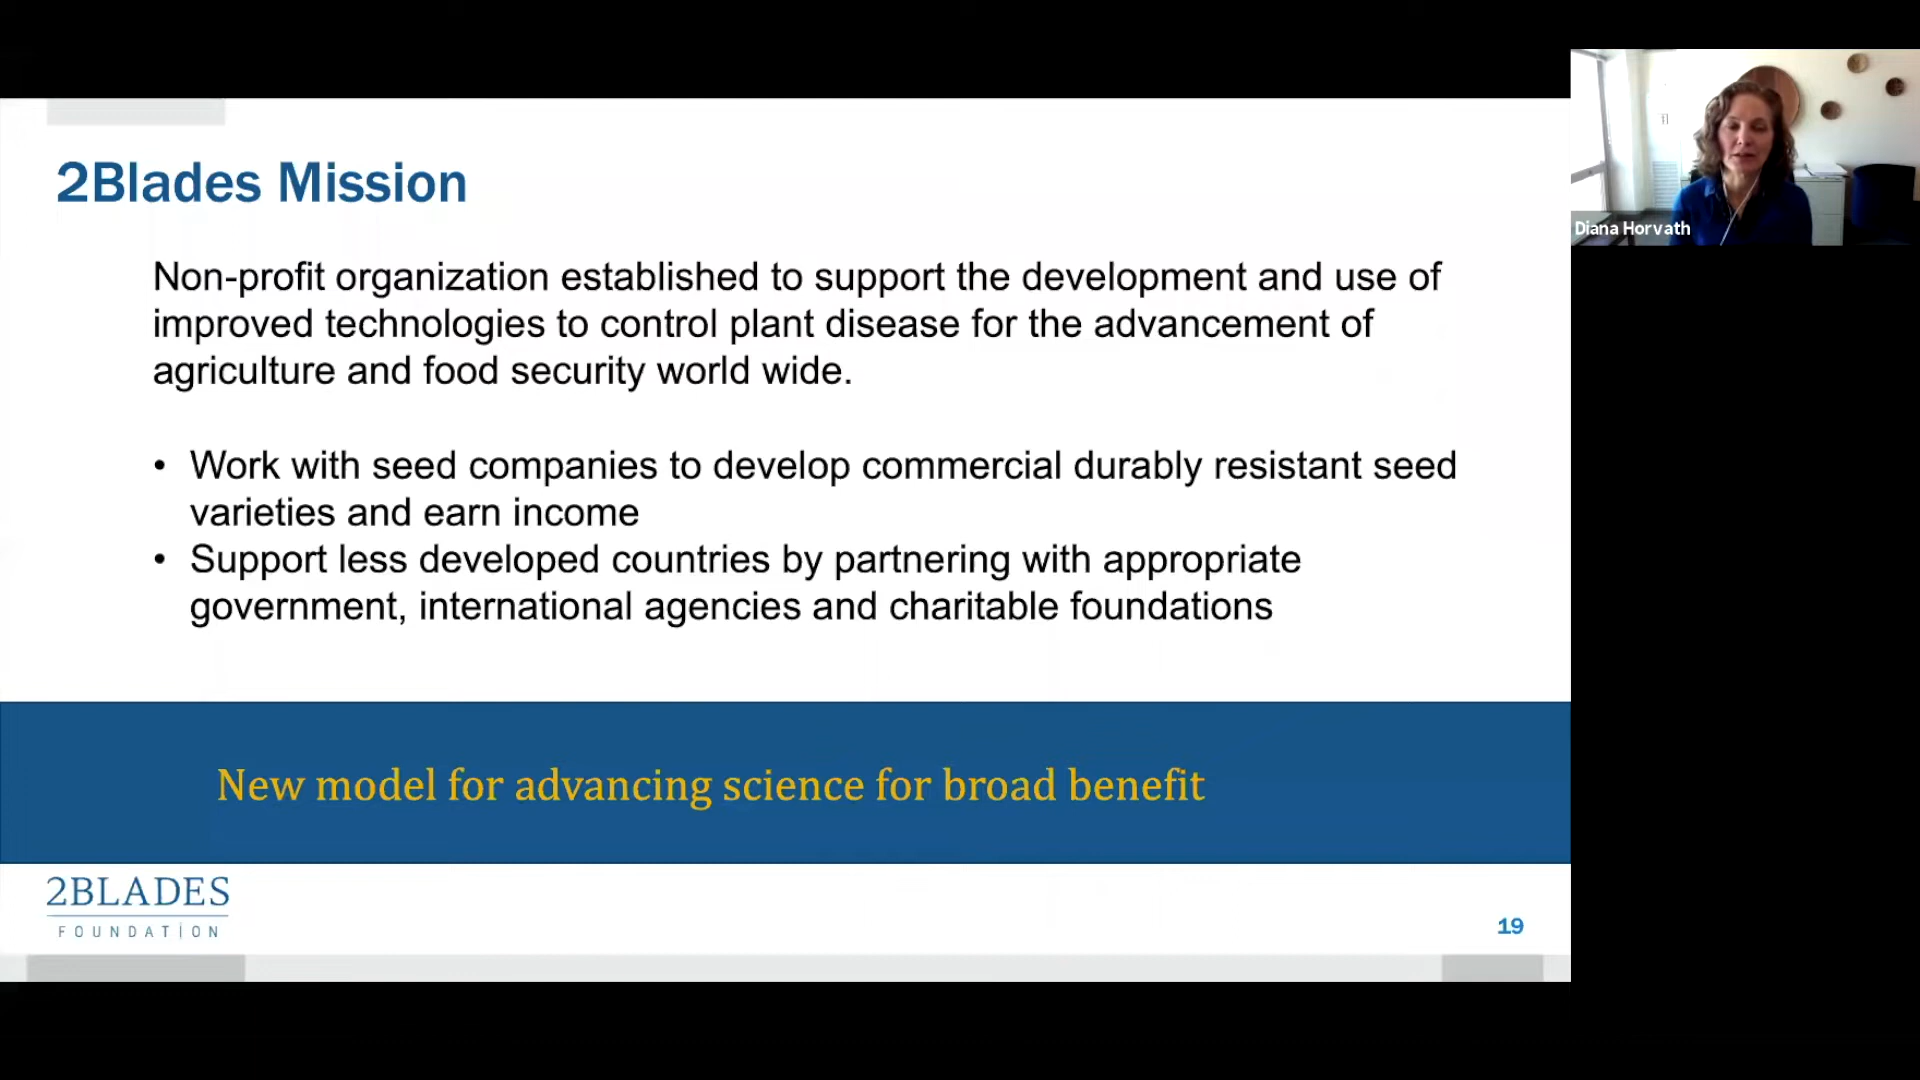 2Blades Mission
Non-profit organization established to support the development and use of
improved technologies to control plant disease for the advancement of
agriculture and food security world wide.
• Work with seed companies to develop commercial durably resistant seed
varieties and earn income
• Support less developed countries by partnering with appropriate
government, international agencies and charitable foundations
New model for advancing science for broad benefit
2BLADES
FOUNDATION
19
Diana Horvath